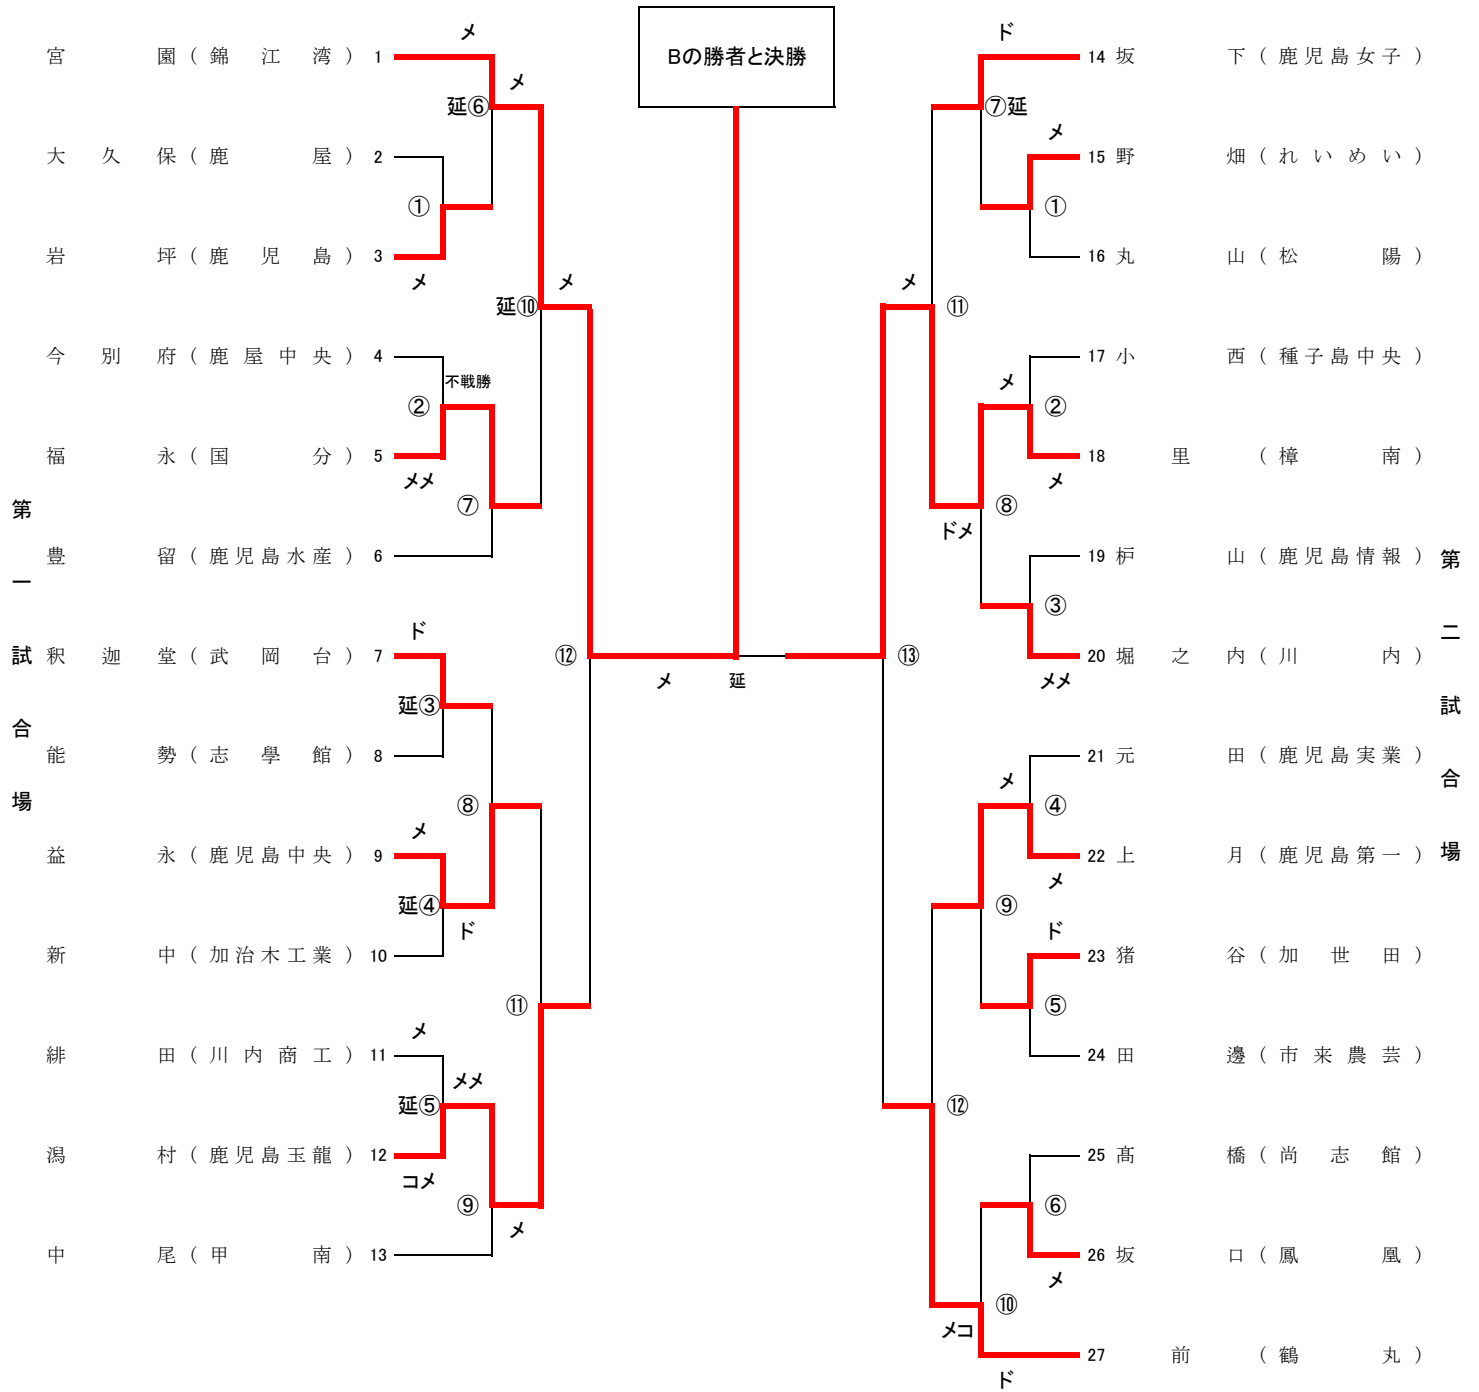 Bの勝者と決勝
第一試合場
宮園(錦江湾) 1
大久保(鹿屋) 2
岩坪(鹿児島) 3
今別府(鹿屋中央) 4
福永(国分) 5
豊留(鹿児島水産) 6
釈迦堂(武岡台) 7
能勢(志學館) 8
益永(鹿児島中央) 9
新中(加治木工業) 10
緋田(川内商工) 11
潟村(鹿児島玉龍) 12
中尾(甲南) 13
メ
メ
延⑥
①
メ
延⑩
メ
不戦勝
②
メメ
⑦
ド
延③
⑧
メ
延④
ド
⑪
メ
メメ
延⑤
コメ
⑨
メ
⑫
メ
延
第二試合場
14 坂下(鹿児島女子)
15 野畑(れいめい)
16 丸山(松陽)
17 小西(種子島中央)
18 里(樟南)
19 枦山(鹿児島情報)
20 堀之内(川内)
21 元田(鹿児島実業)
22 上月(鹿児島第一)
23 猪谷(加世田)
24 田邊(市来農芸)
25 髙橋(尚志館)
26 坂口(鳳凰)
27 前(鶴丸)
ド
⑦延
メ
①
メ
⑪
メ
②
メ
⑧
ドメ
③
メメ
⑬
メ
④
メ
⑨
ド
⑤
⑫
⑥
メ
⑩
メコ
ド